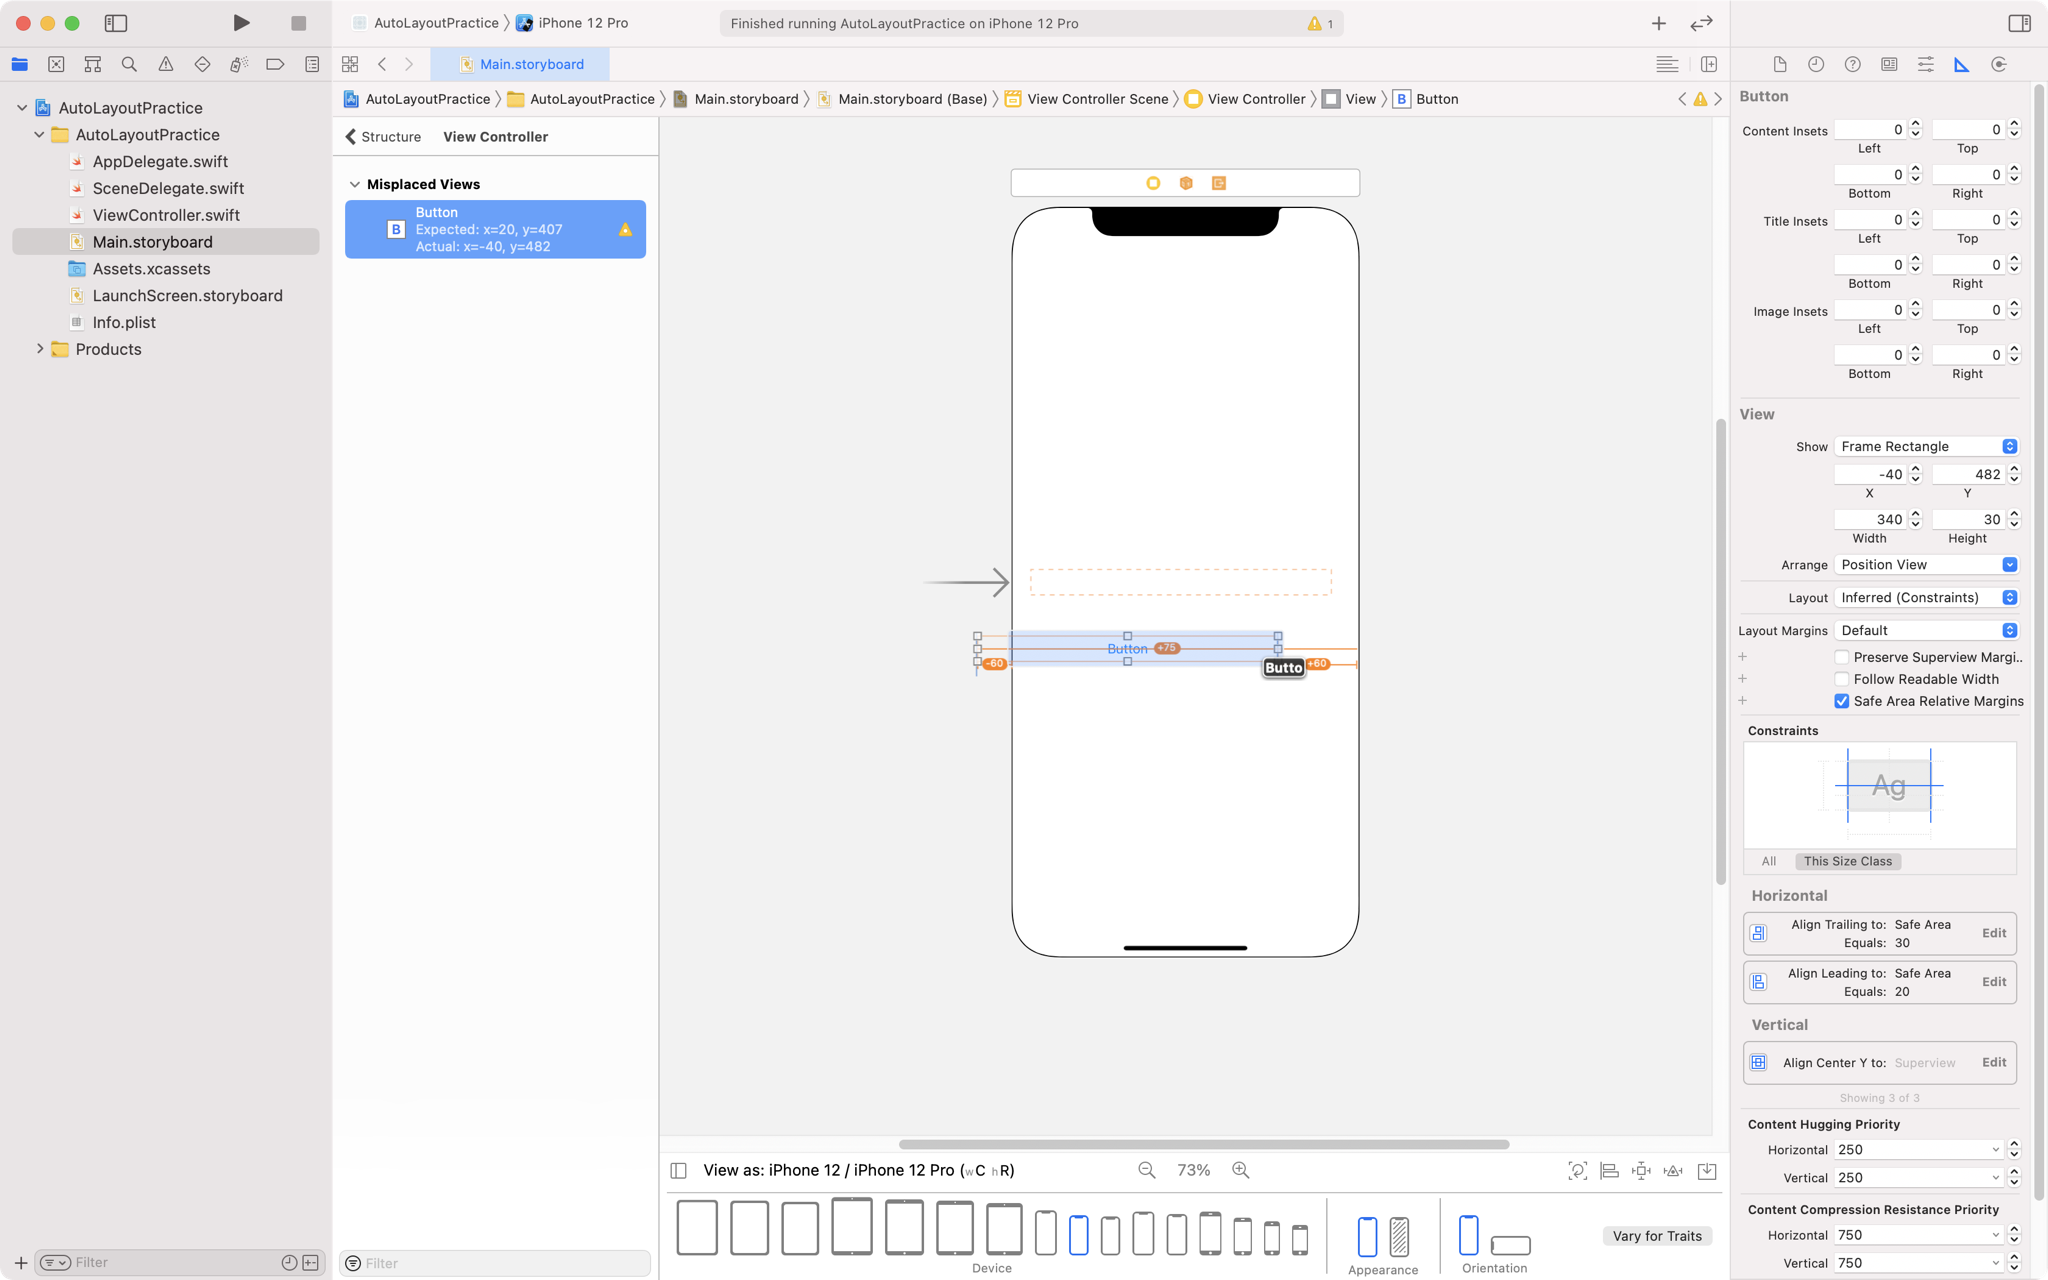 AutoLayoutPractice
iPhone 12 Pro
Finished running AutoLayoutPractice on iPhone 12 Pro
1
Main.storyboard
AutoLayoutPractice
AutoLayoutPractice
Main.storyboard
Main.storyboard (Base)
View Controller Scene
View Controller
View
B
Button
AutoLayoutPractice
AutoLayoutPractice
AppDelegate.swift
SceneDelegate.swift
ViewController.swift
Main.storyboard
Assets.xcassets
LaunchScreen.storyboard
Info.plist
Products
Filter
Structure
View Controller
Misplaced Views
B
Button
Expected: x=20, y=407
Actual: x=-40, y=482
Filter
Button
+75
-60
Butto
+60
View as: iPhone 12 / iPhone 12 Pro (wC hR)
73%
Device
Appearance
Orientation
Vary for Traits
Button
Content Insets
0
0
Left
Top
0
0
Bottom
Right
Title Insets
0
0
Left
Top
0
0
Bottom
Right
Image Insets
0
0
Left
Top
0
0
Bottom
Right
View
Show
Frame Rectangle
-40
482
X
Y
340
30
Width
Height
Arrange
Position View
Layout
Inferred (Constraints)
Layout Margins
Default
Preserve Superview Margi..
Follow Readable Width
Safe Area Relative Margins
Constraints
Ag
All
This Size Class
Horizontal
Align Trailing to: Safe Area
Equals: 30
Edit
Align Leading to: Safe Area
Equals: 20
Edit
Vertical
Align Center Y to: Superview
Edit
Showing 3 of 3
Content Hugging Priority
Horizontal
250
Vertical
250
Content Compression Resistance Priority
Horizontal
750
Vertical
750